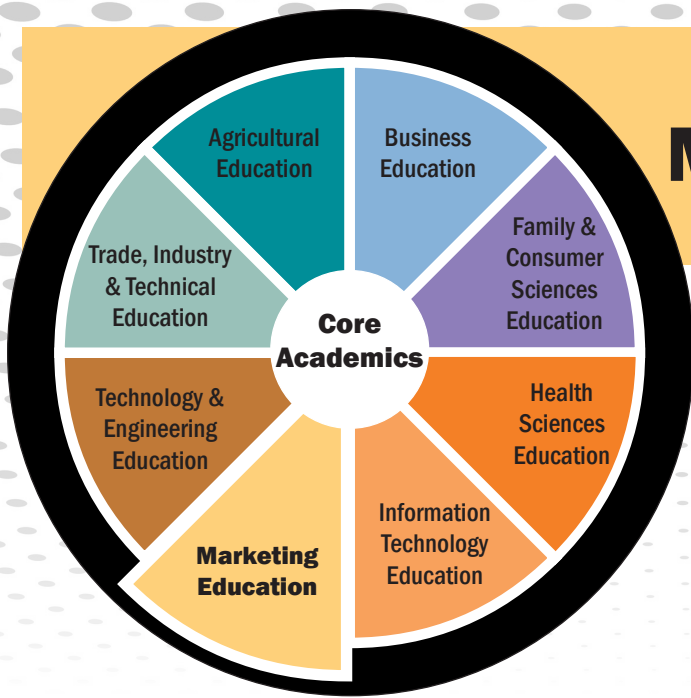 M
Agricultural
Education
Business
Education
Family &
Consumer
Sciences
Education
Health
Sciences
Education
Information
Technology
Education
Marketing
Education
Technology &
Engineering
Education
Trade, Industry
& Technical
Education
Core
Academics